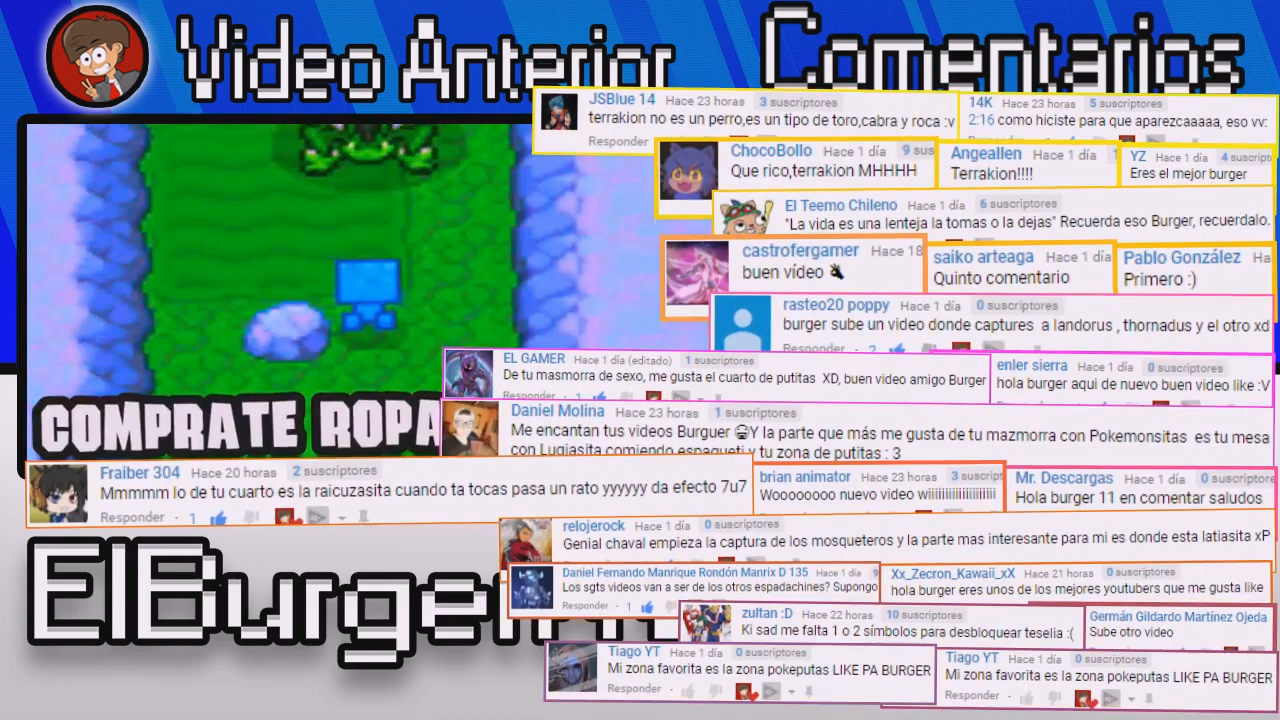 Video Anterior
Comentarios
JSBlue 14 Hace 23 horas 3 suscriptores
terrakion no es un perro,es un tipo de toro,cabra y roca :v
Responder
14K Hace 23 horas 5 suscriptores
2:16 como hiciste para que aparezcaaaaa, eso vv:
ChocoBollo Hace 1 día 9 sus
Que rico,terrakion MHHHH
Angeallen Hace 1 día
Terrakion!!!!
YZ Hace 1 día 4 suscript
Eres el mejor burger
El Teemo Chileno Hace 1 día 6 suscriptores
"La vida es una lenteja la tomas o la dejas" Recuerda eso Burger, recuerdalo.
castrofergamer Hace 18
buen vídeo
saiko arteaga Hace 1 día
Quinto comentario
Pablo González Ha
Primero :)
rasteo20 poppy Hace 1 día 0 suscriptores
burger sube un video donde captures a landorus , thornadus y el otro xd
Responder 2
EL GAMER Hace 1 día (editado) 1 suscriptores
De tu masmorra de sexo, me gusta el cuarto de putitas XD, buen video amigo Burger
Responder 1
enler sierra Hace 1 día 0 suscriptores
hola burger aqui de nuevo buen video like :V
Daniel Molina Hace 23 horas 1 suscriptores
Me encantan tus videos Burguer Y la parte que más me gusta de tu mazmorra con Pokemonsitas es tu mesa
con Lugiasita comiendo espagueti y tu zona de putitas : 3
COMPRATE ROPA
Fraiber 304 Hace 20 horas 2 suscriptores
Mmmmm lo de tu cuarto es la raicuzasita cuando ta tocas pasa un rato yyyyyy da efecto 7u7
Responder · 1
brian animator Hace 23 horas 3 suscript
Woooooooo nuevo video wiiiiiiiiiiiiiiiiiiii
Mr. Descargas Hace 1 día 0 suscriptores
Hola burger 11 en comentar saludos
relojerock Hace 1 día 0 suscriptores
Genial chaval empieza la captura de los mosqueteros y la parte mas interesante para mi es donde esta latiasita xP
ElBurger
Daniel Fernando Manrique Rondón Manrix D 135 Hace 1 día 9
Los sgts videos van a ser de los otros espadachines? Supongo
Responder · 1
Xx_Zecron_Kawaii_xX Hace 21 horas 0 suscriptores
hola burger eres unos de los mejores youtubers que me gusta like
zultan :D Hace 22 horas 10 suscriptores
Ki sad me falta 1 o 2 símbolos para desbloquear teselia :(
Germán Gildardo Martínez Ojeda
Sube otro video
Tiago YT Hace 1 día 0 suscriptores
Mi zona favorita es la zona pokeputas LIKE PA BURGER
Responder
Tiago YT Hace 1 día 0 suscriptores
Mi zona favorita es la zona pokeputas LIKE PA BURGER
Responder